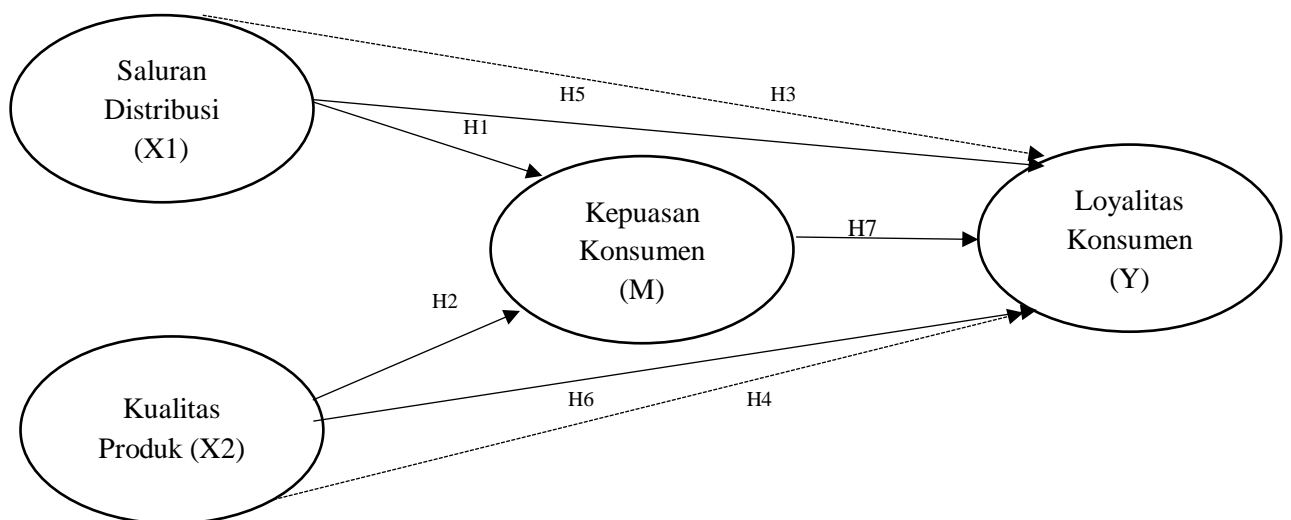 Saluran
Distribusi
(X1)
H5
H3
H1
Kepuasan
Konsumen
(M)
H7
Loyalitas
Konsumen
(Y)
H2
Kualitas
Produk (X2)
H6
H4